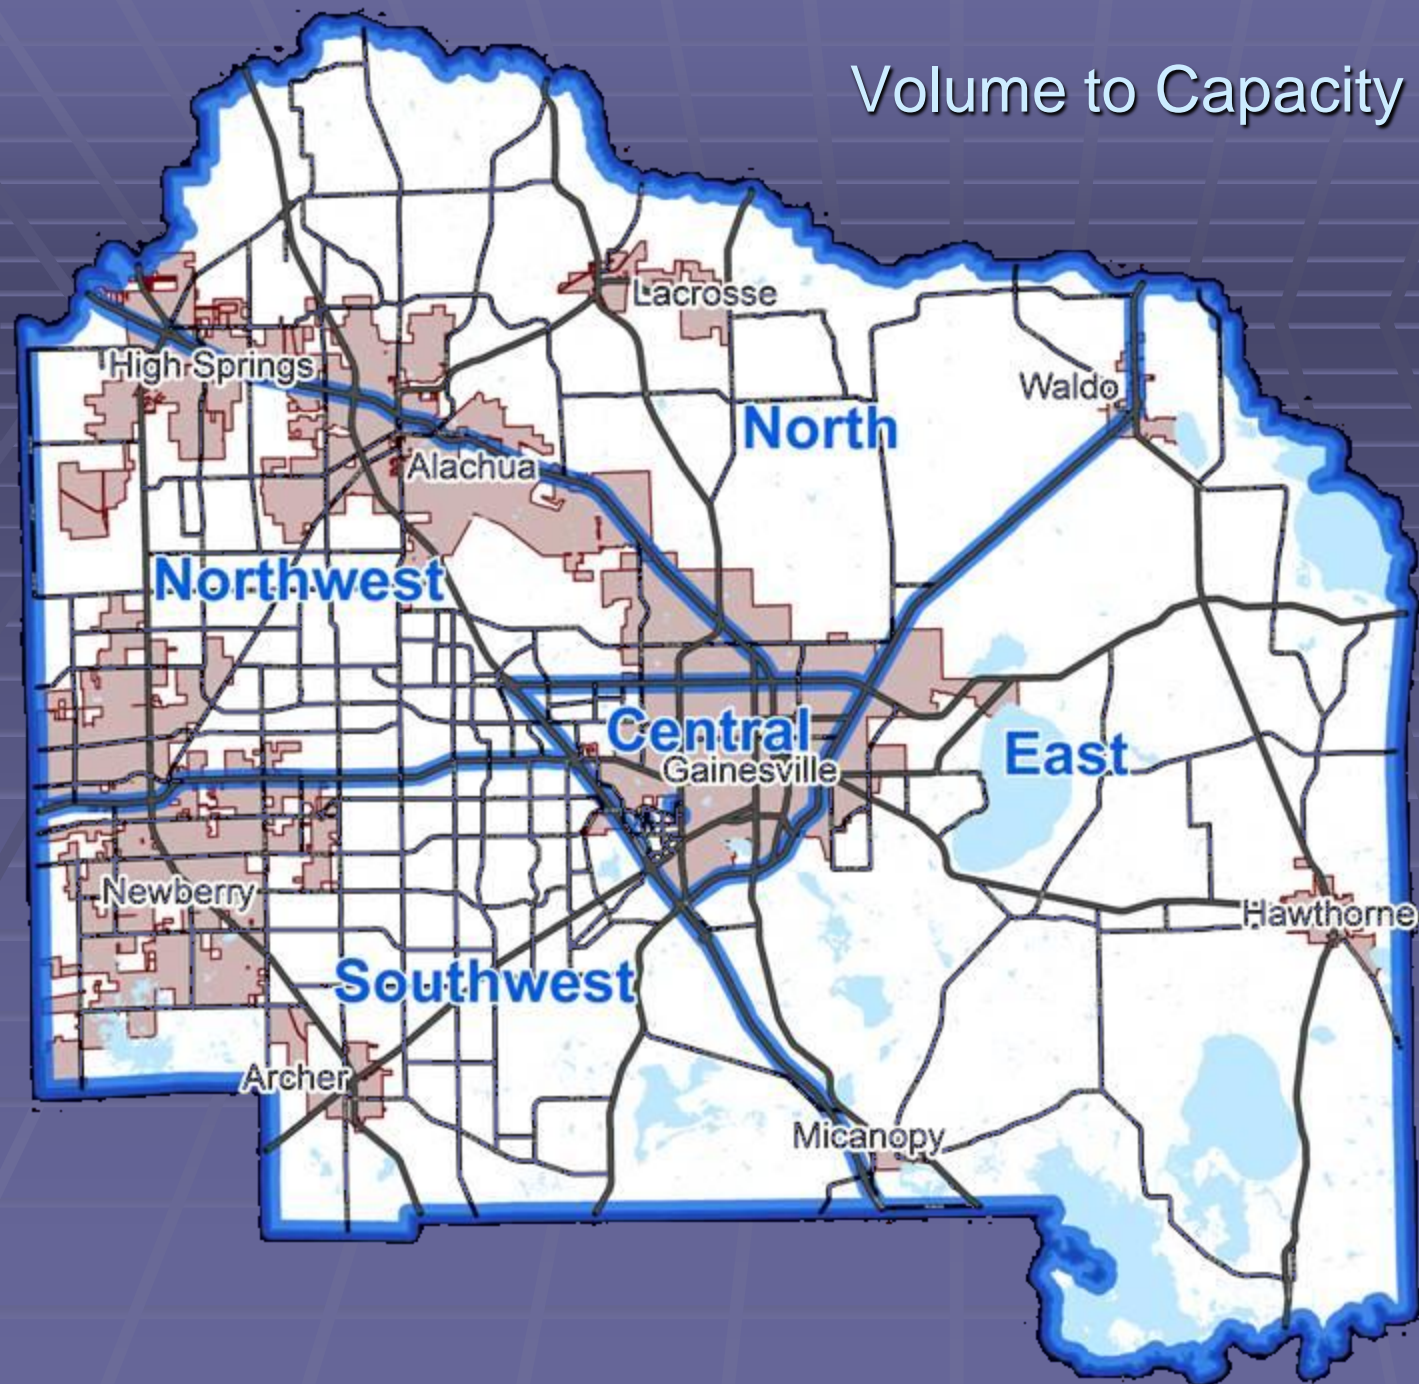 Volume to Capacity
Lacrosse
High Springs
Waldo
North
Alachua
Northwest
Central
East
Gainesville
Newberry
Hawthorne
Southwest
Archer
Micanopy